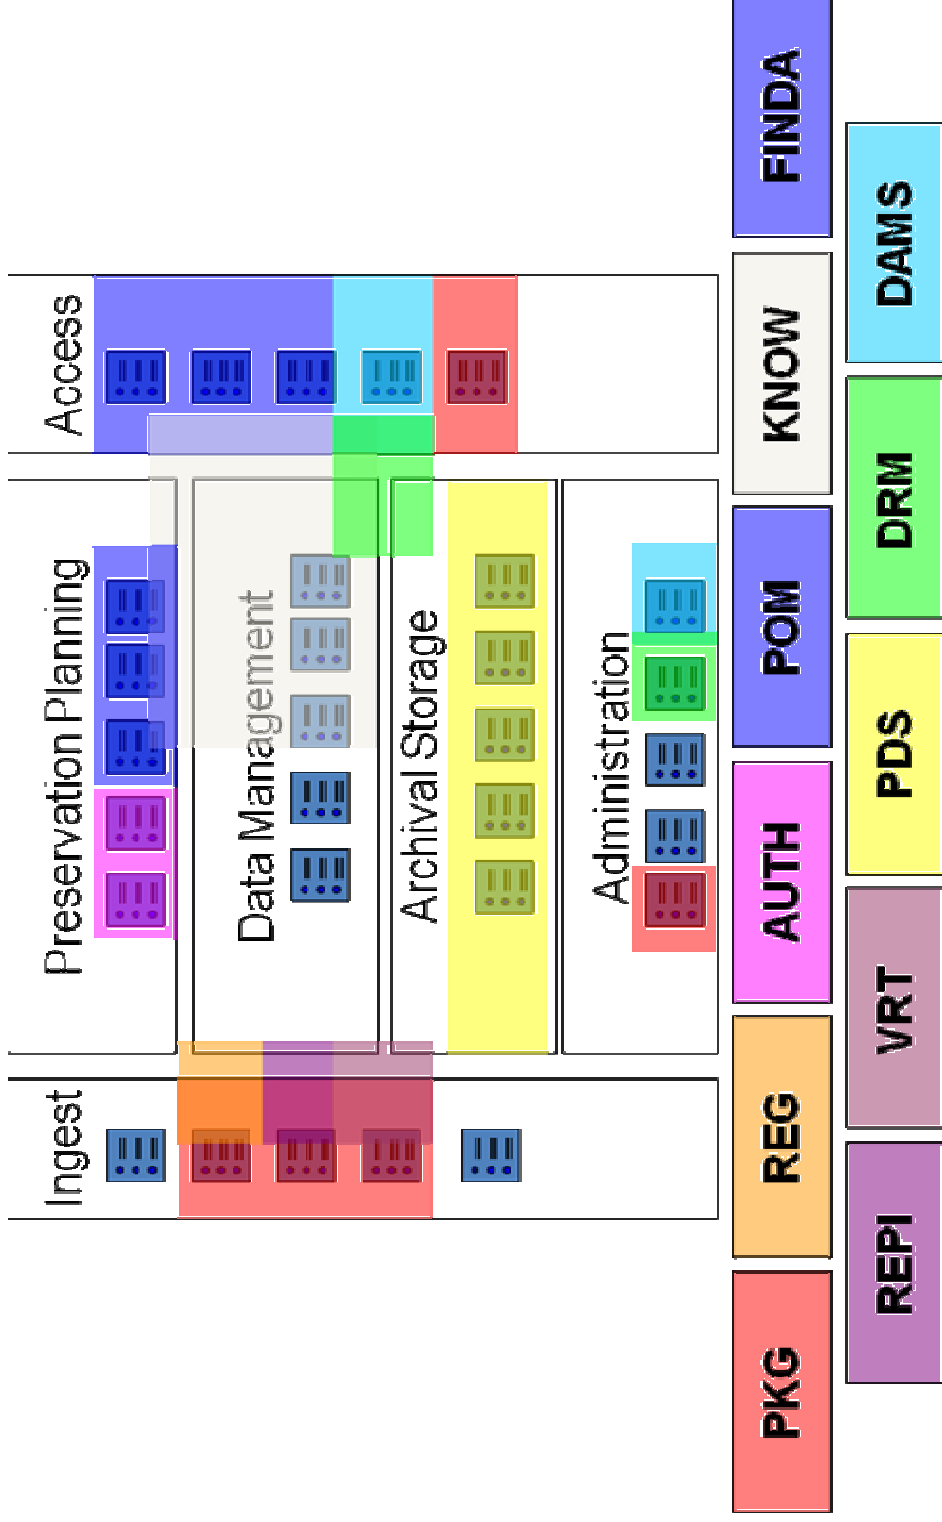 Preservation Planning
Ingest
Data Management
Access
Archival Storage
Administration
PKG
REG
AUTH
POM
KNOW
FINDA
REPI
VRT
PDS
DRM
DAMS